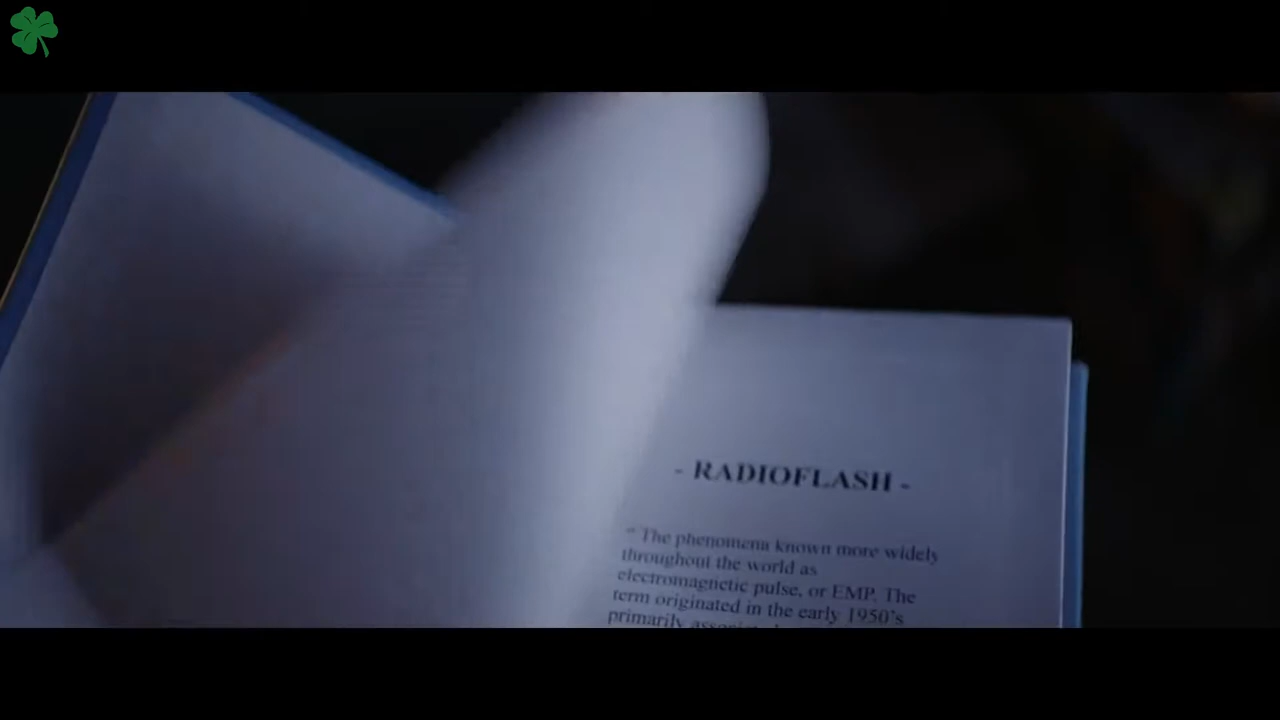 - RADIOFLASH -
- The phenomena known more widely
throughout the world as
electromagnetic pulse, or EMP. The
term originated in the early 1950's
primarily